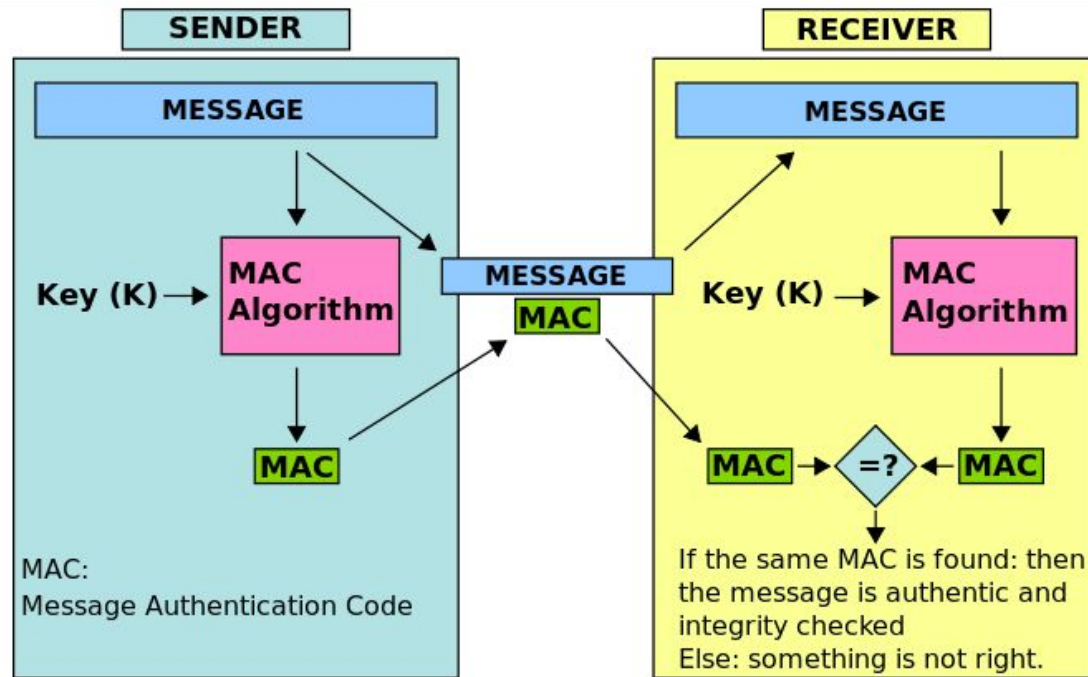 SENDER
RECEIVER
MESSAGE
MESSAGE
Key (K)
MAC
Algorithm
MESSAGE
MAC
Key (K)
MAC
Algorithm
MAC
MAC
=?
MAC
MAC:
Message Authentication Code
If the same MAC is found: then
the message is authentic and
integrity checked
Else: something is not right.